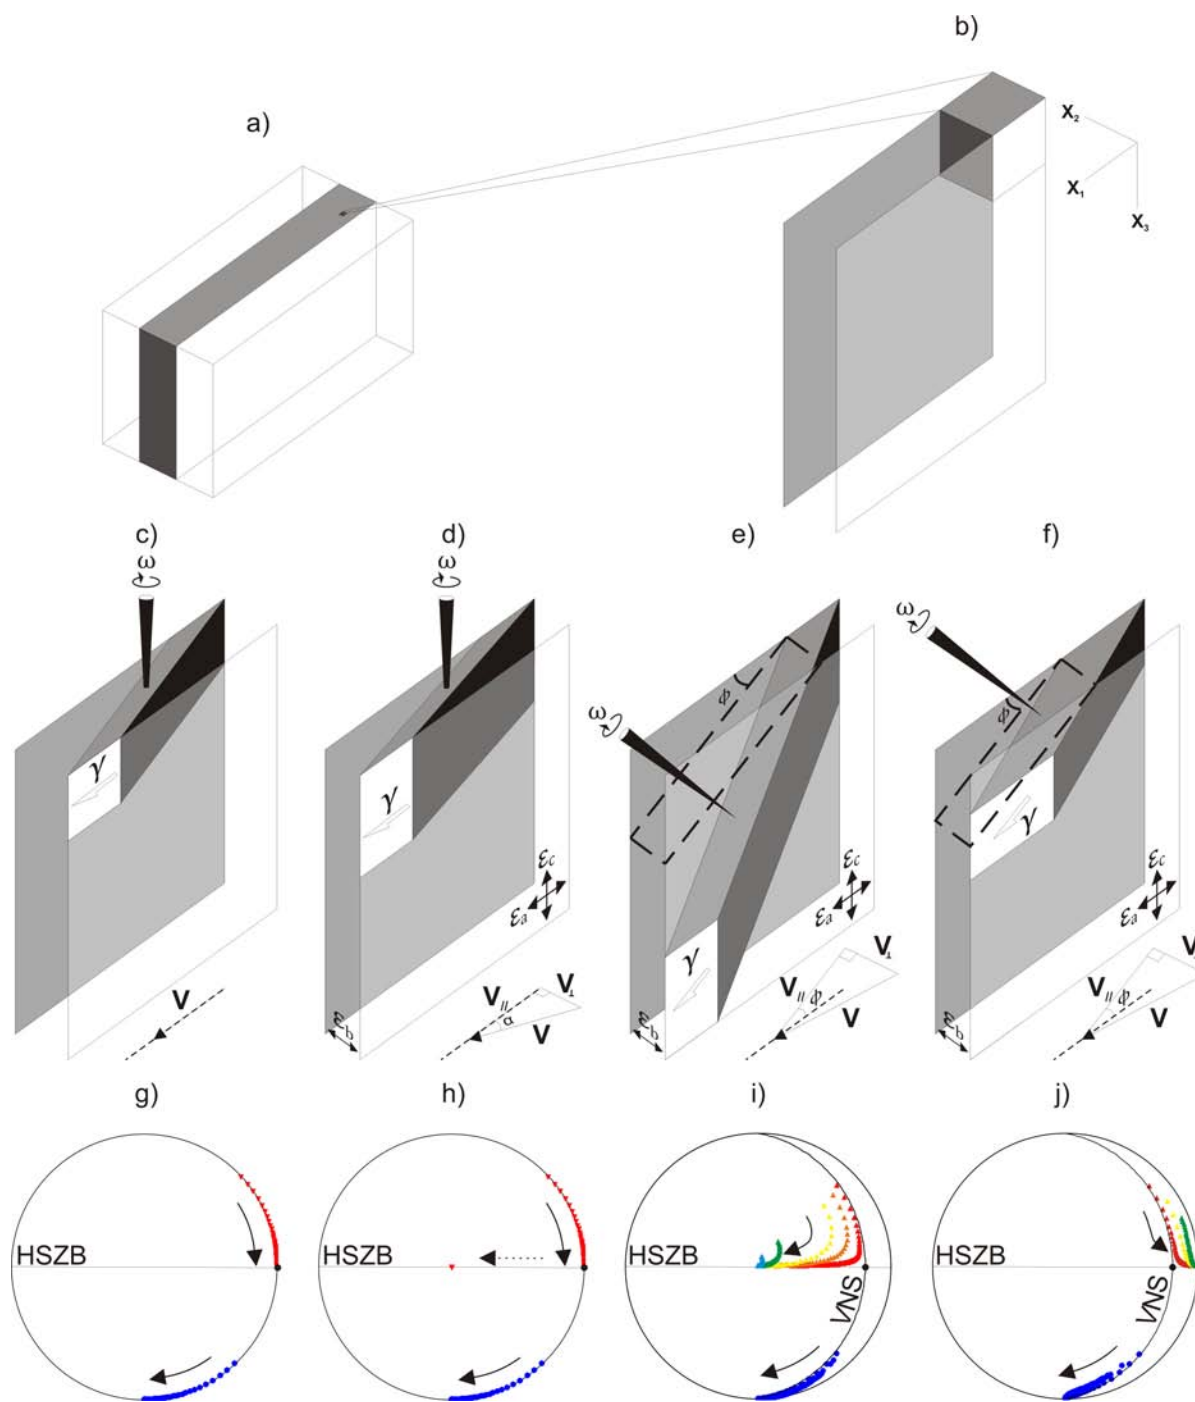 b)
a)
X₂
X₁
X₃
c)
d)
e)
f)
ω
ω
ω
ω
ϕ
ϕ
γ
γ
γ
γ
εc
εa
εc
εa
εc
εa
V
εb
V∥
α
V⊥
V
εb
V∥
ϕ
V⊥
V
εb
V∥
ϕ
V
g)
h)
i)
j)
HSZB
HSZB
HSZB
VNS
HSZB
VNS